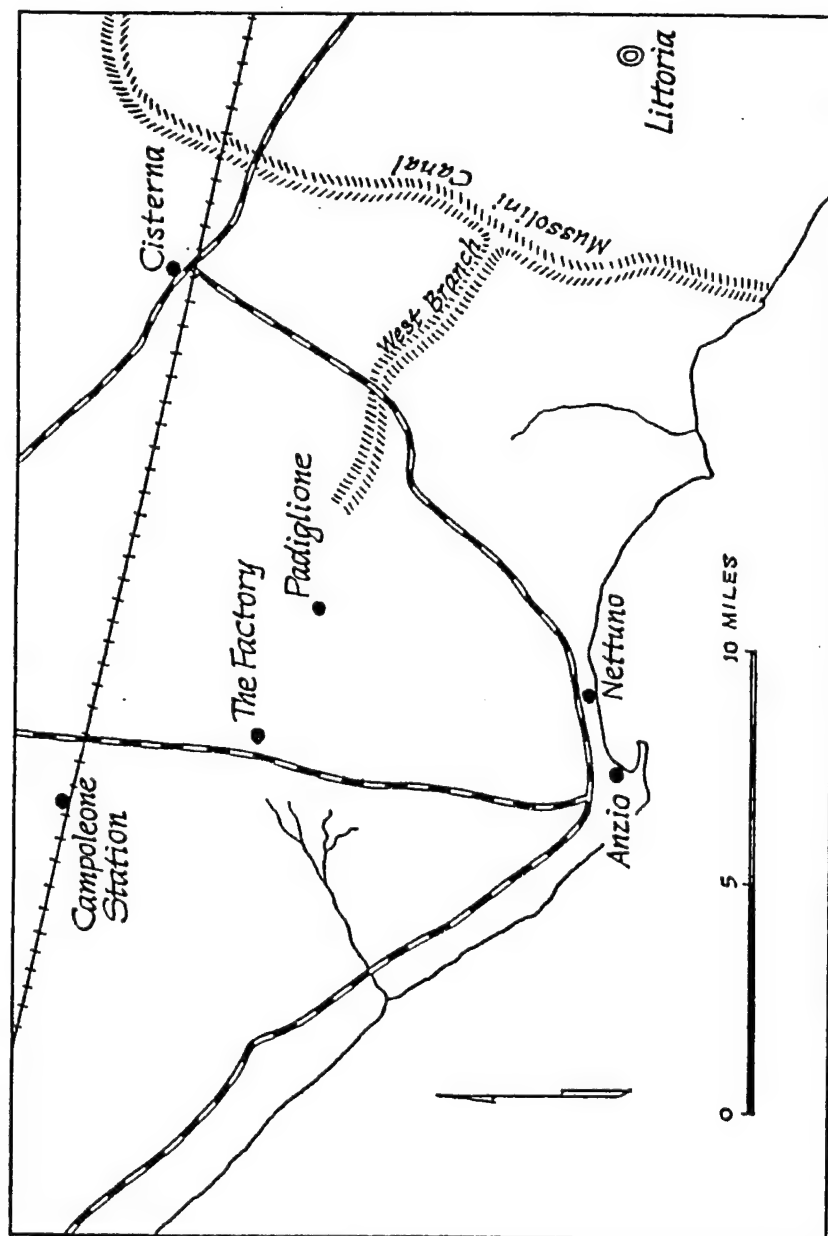 Campoleone
Station
The Factory
Padiglione
Cisterna
West Branch
Mussolini
Canal
Littoria
Anzio
Nettuno
0
5
10 MILES